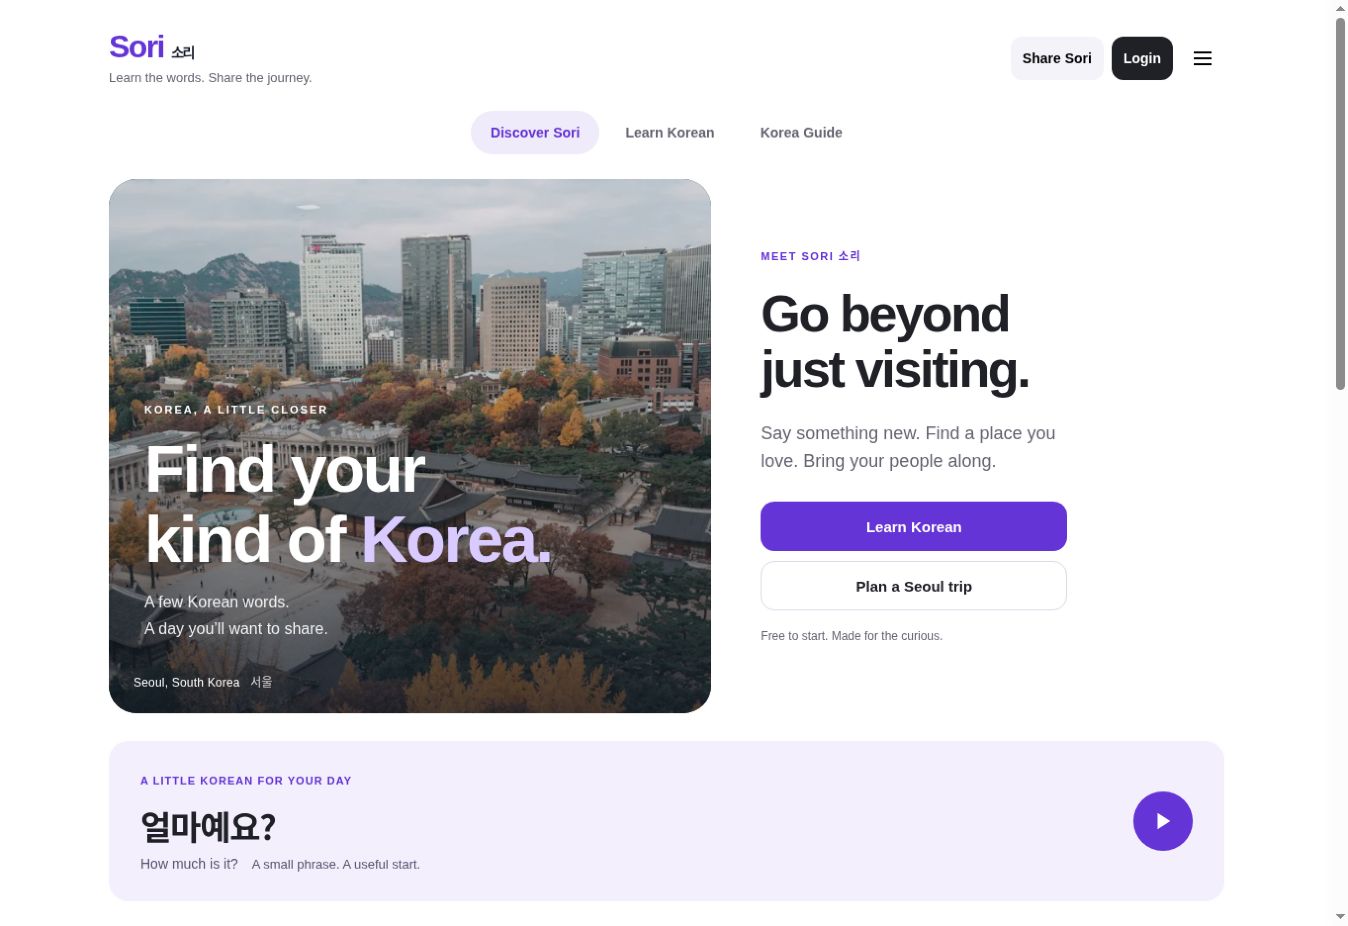 Sori 소리
Learn the words. Share the journey.
Share Sori
Login
Discover Sori
Learn Korean
Korea Guide
KOREA, A LITTLE CLOSER
Find your
kind of Korea.
A few Korean words.
A day you'll want to share.
Seoul, South Korea 서울
MEET SORI 소리
Go beyond
just visiting.
Say something new. Find a place you
love. Bring your people along.
Learn Korean
Plan a Seoul trip
Free to start. Made for the curious.
A LITTLE KOREAN FOR YOUR DAY
얼마예요?
How much is it? A small phrase. A useful start.